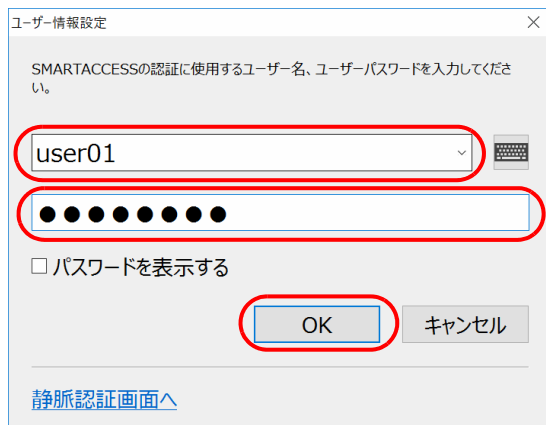 ユーザー情報設定
SMARTACCESSの認証に使用するユーザー名、ユーザーパスワードを入力してくださ
い。
user01
●●●●●●●●
パスワードを表示する
OK キャンセル
静脈認証画面へ